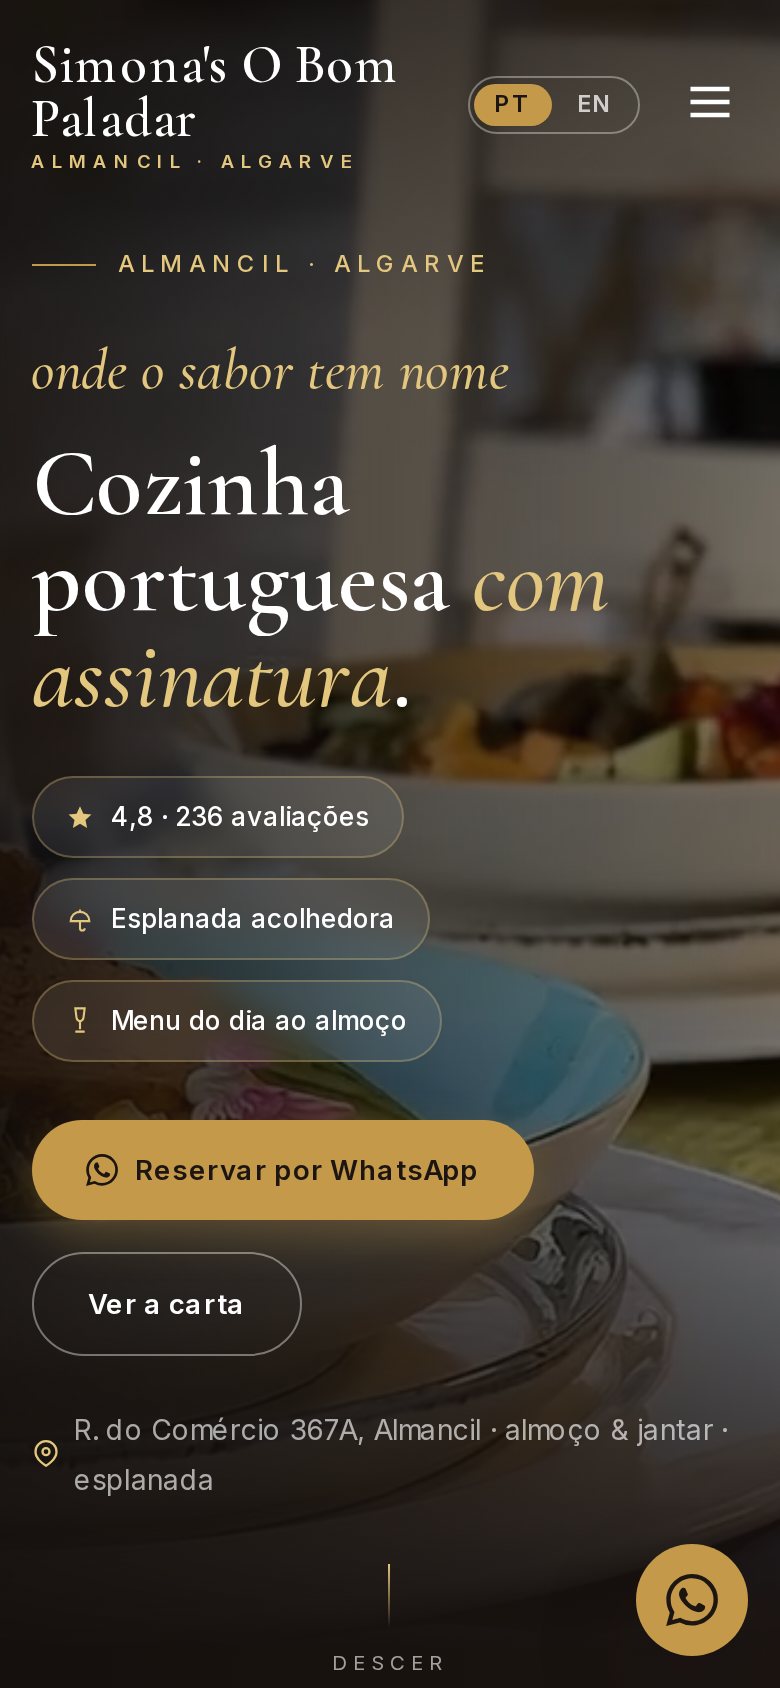 Simona's O Bom
Paladar
ALMANCIL · ALGARVE
PT EN
ALMANCIL · ALGARVE
onde o sabor tem nome
Cozinha
portuguesa com
assinatura.
4,8 · 236 avaliações
Esplanada acolhedora
Menu do dia ao almoço
Reservar por WhatsApp
Ver a carta
R. do Comércio 367A, Almancil · almoço & jantar ·
esplanada
DESCER